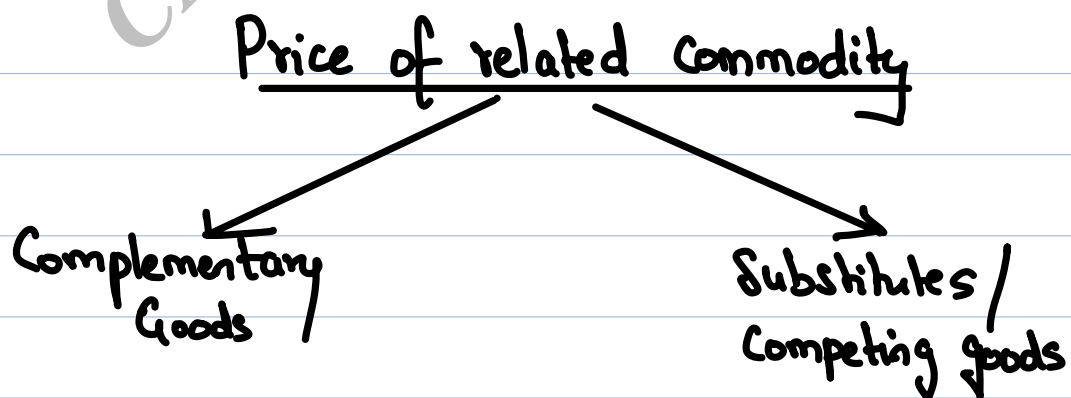 Price of related Commodity
Complementary
Goods
Substitutes /
Competing goods